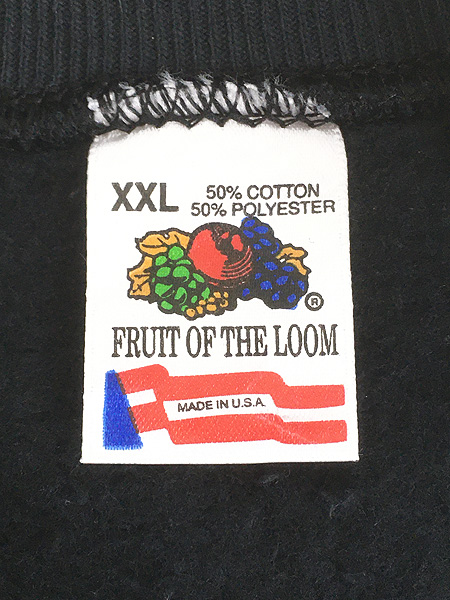 XXL
50% COTTON
50% POLYESTER
®
FRUIT OF THE LOOM
MADE IN U.S.A.